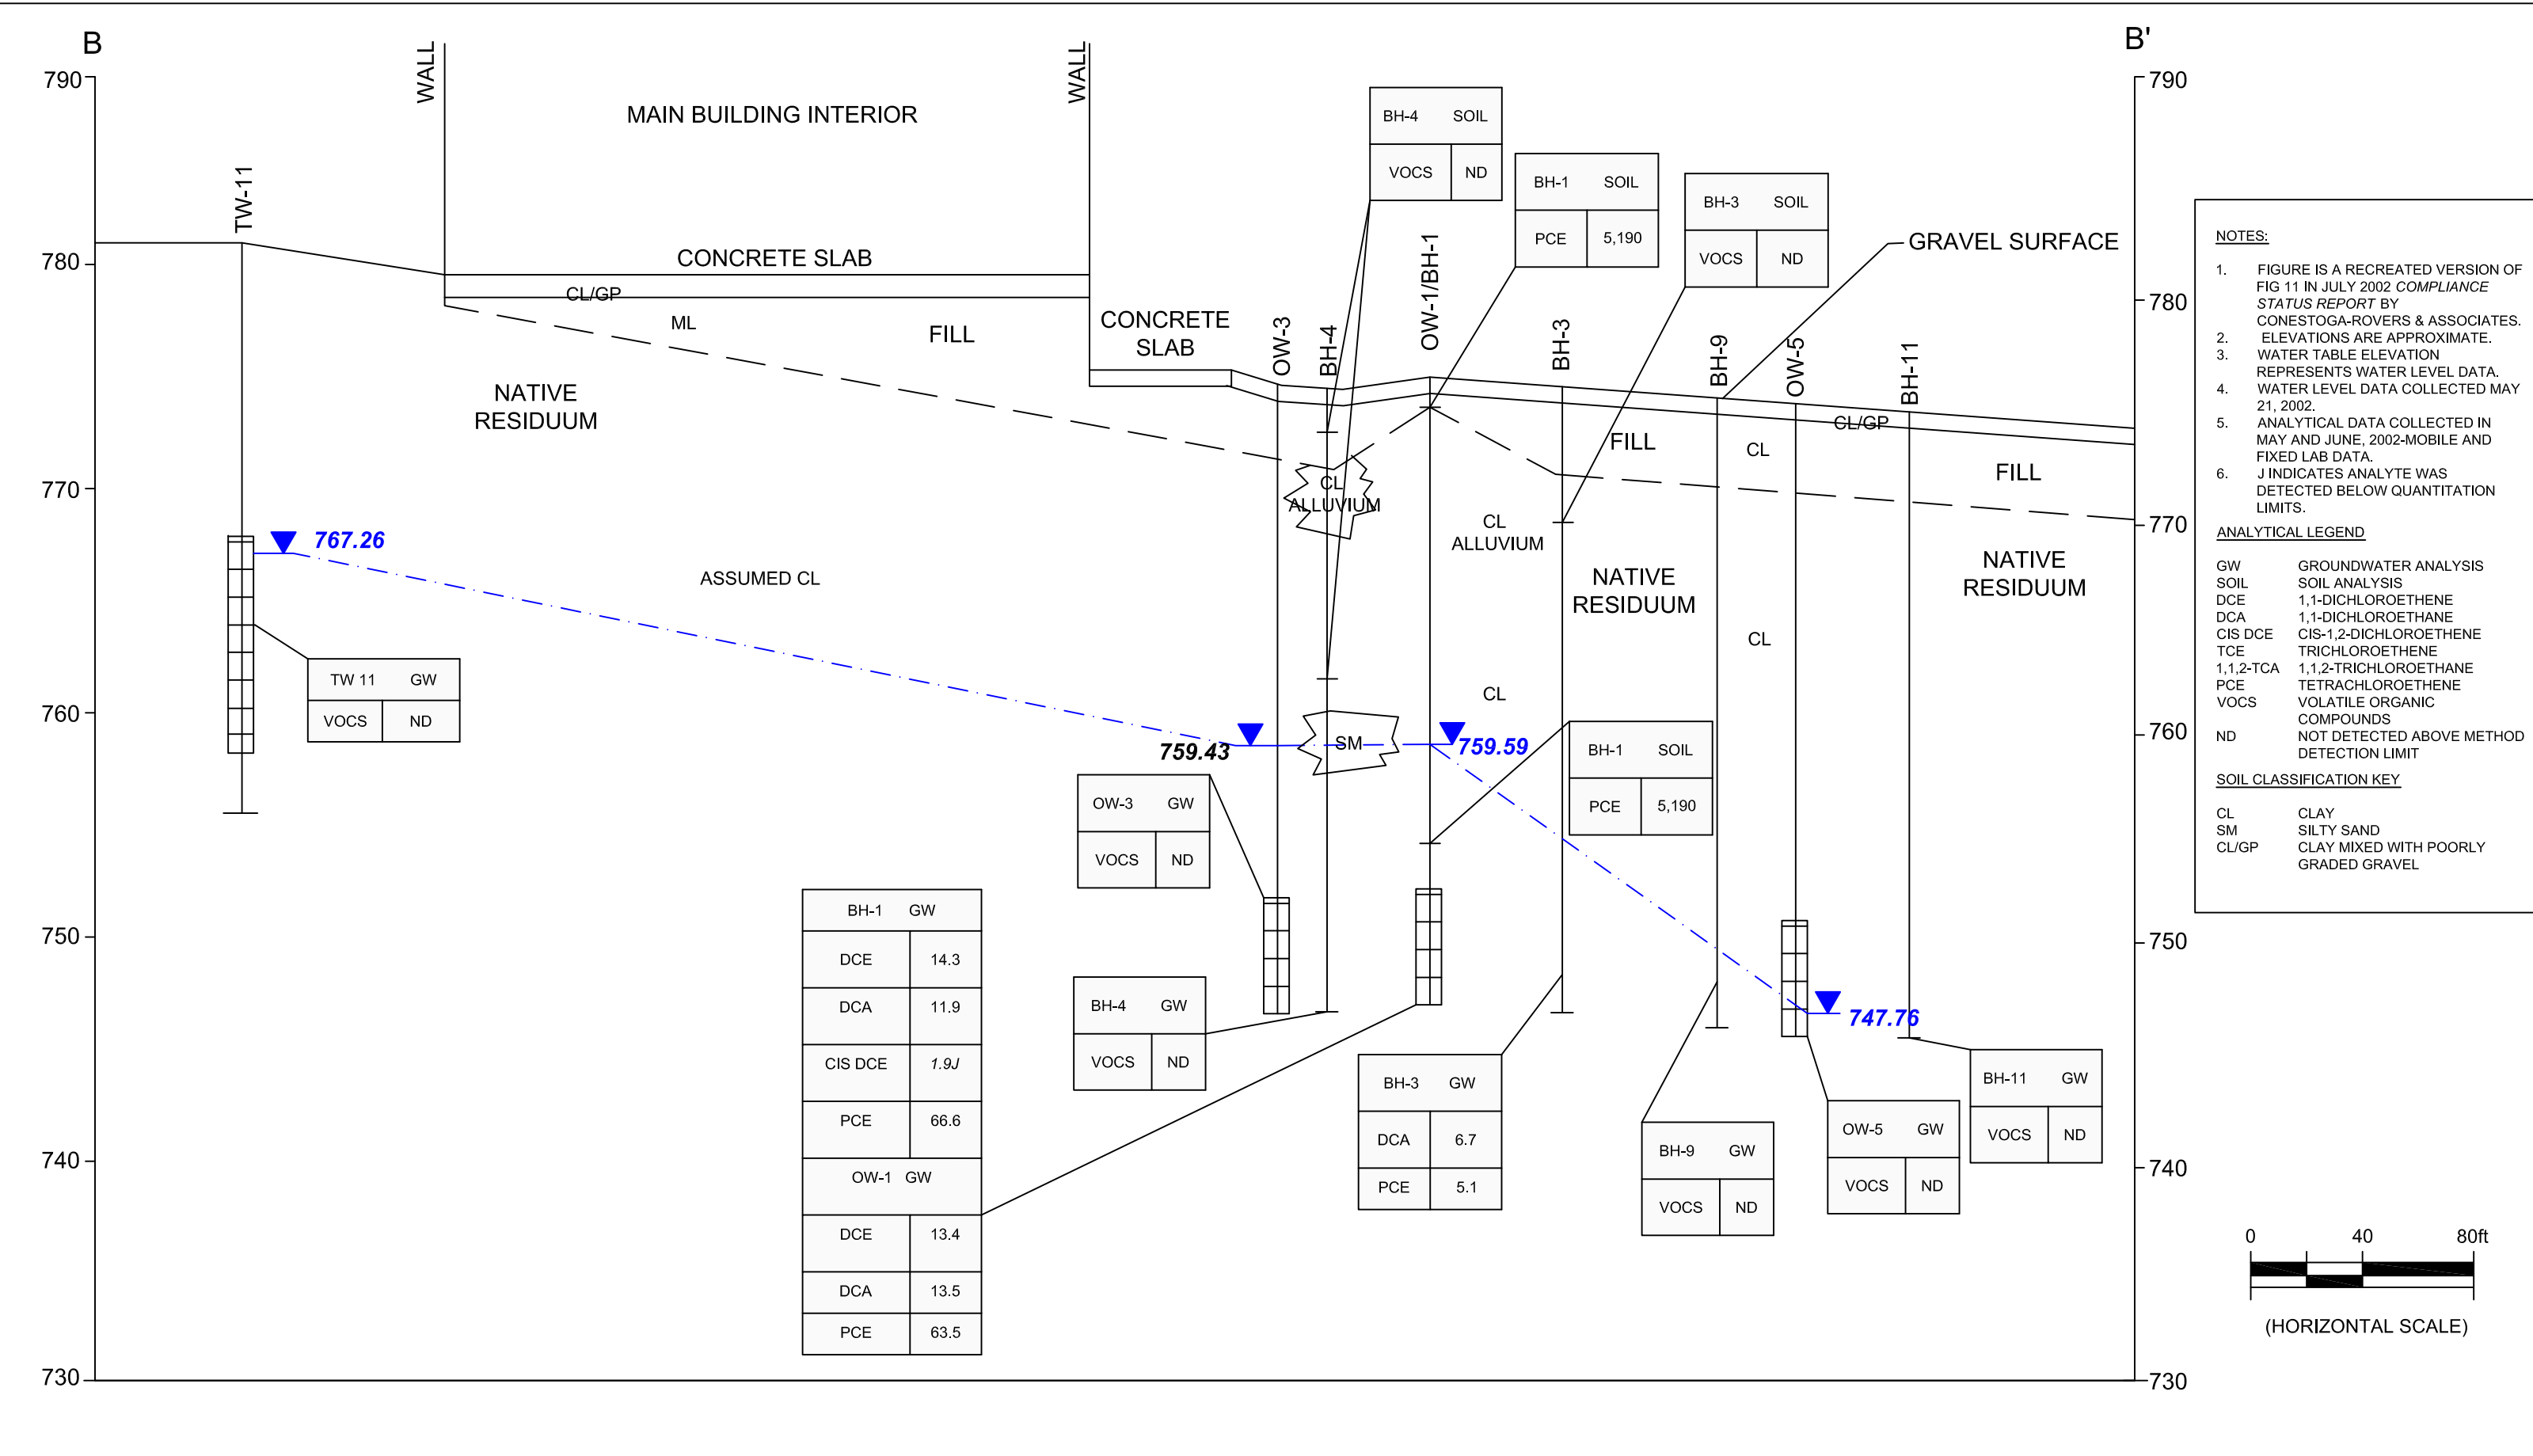 B
B'
790
780
770
760
750
740
730
790
780
770
760
750
740
730
WALL
WALL
MAIN BUILDING INTERIOR
TW-11
CONCRETE SLAB
CL/GP
ML
FILL
NATIVE
RESIDUUM
CONCRETE
SLAB
OW-3
BH-4
OW-1/BH-1
BH-3
BH-9
OW-5
BH-11
BH-4 SOIL
VOCS ND
BH-1 SOIL
PCE 5,190
BH-3 SOIL
VOCS ND
GRAVEL SURFACE
CL/GP
FILL
CL
FILL
CL
ALLUVIUM
CL
ALLUVIUM
NATIVE
RESIDUUM
NATIVE
RESIDUUM
767.26
ASSUMED CL
CL
CL
TW 11 GW
VOCS ND
759.43
SM
759.59
BH-1 SOIL
PCE 5,190
OW-3 GW
VOCS ND
BH-1 GW
DCE 14.3
DCA 11.9
CIS DCE 1.9J
PCE 66.6
OW-1 GW
DCE 13.4
DCA 13.5
PCE 63.5
BH-4 GW
VOCS ND
747.76
BH-3 GW
DCA 6.7
PCE 5.1
BH-9 GW
VOCS ND
OW-5 GW
VOCS ND
BH-11 GW
VOCS ND
NOTES:
1. FIGURE IS A RECREATED VERSION OF
FIG 11 IN JULY 2002 COMPLIANCE
STATUS REPORT BY
CONESTOGA-ROVERS & ASSOCIATES.
2. ELEVATIONS ARE APPROXIMATE.
3. WATER TABLE ELEVATION
REPRESENTS WATER LEVEL DATA.
4. WATER LEVEL DATA COLLECTED MAY
21, 2002.
5. ANALYTICAL DATA COLLECTED IN
MAY AND JUNE, 2002-MOBILE AND
FIXED LAB DATA.
6. J INDICATES ANALYTE WAS
DETECTED BELOW QUANTITATION
LIMITS.
ANALYTICAL LEGEND
GW GROUNDWATER ANALYSIS
SOIL SOIL ANALYSIS
DCE 1,1-DICHLOROETHENE
DCA 1,1-DICHLOROETHANE
CIS DCE CIS-1,2-DICHLOROETHENE
TCE TRICHLOROETHENE
1,1,2-TCA 1,1,2-TRICHLOROETHANE
PCE TETRACHLOROETHENE
VOCS VOLATILE ORGANIC
COMPOUNDS
ND NOT DETECTED ABOVE METHOD
DETECTION LIMIT
SOIL CLASSIFICATION KEY
CL CLAY
SM SILTY SAND
CL/GP CLAY MIXED WITH POORLY
GRADED GRAVEL
0 40 80ft
(HORIZONTAL SCALE)